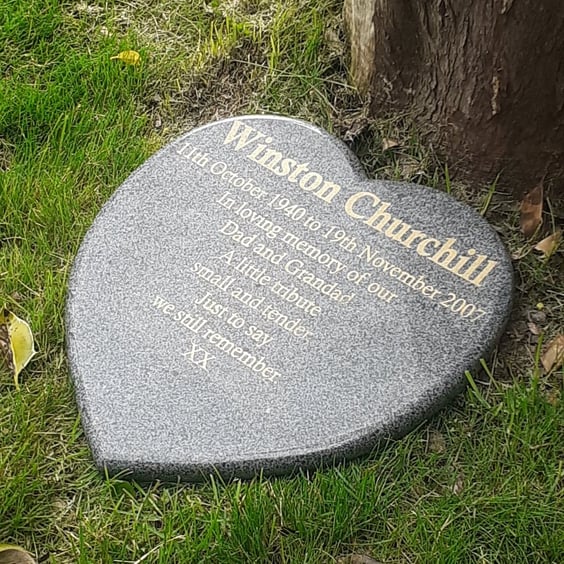 Winston Churchill
11th October 1940 to 19th November 2007
In loving memory of our
Dad and Grandad
A little tribute
small and tender
Just to say
we still remember
XX